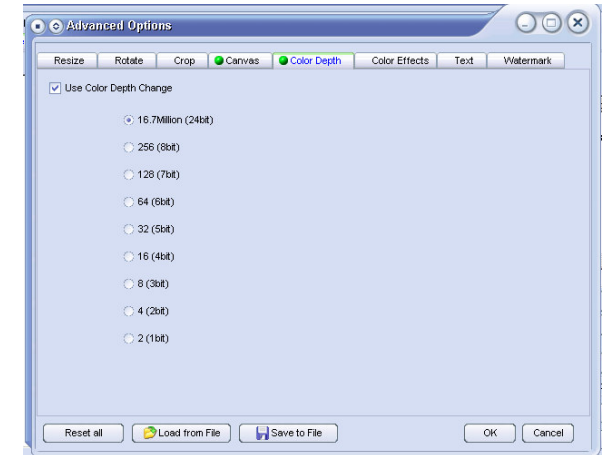 Advanced Options
Resize Rotate Crop Canvas Color Depth Color Effects Text Watermark
Use Color Depth Change
16.7Million (24bit)
256 (8bit)
128 (7bit)
64 (6bit)
32 (5bit)
16 (4bit)
8 (3bit)
4 (2bit)
2 (1bit)
Reset all Load from File Save to File OK Cancel